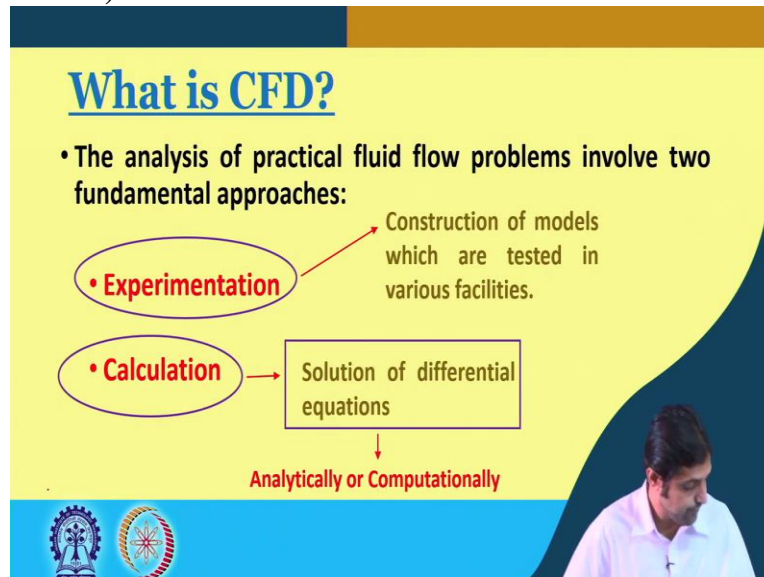 What is CFD?
• The analysis of practical fluid flow problems involve two
fundamental approaches:
Construction of models
which are tested in
various facilities.
• Experimentation
• Calculation
Solution of differential
equations
Analytically or Computationally